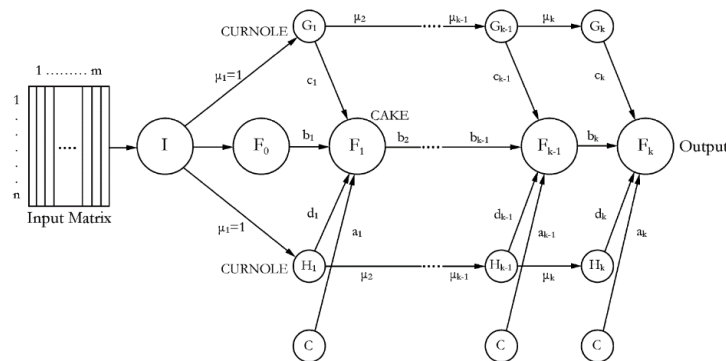 G₁ μ₂ μₖ₋₁ Gₖ₋₁ μₖ Gₖ
CURNOLE
1 ......... m
μ₁=1 c₁ cₖ₋₁ cₖ
CAKE
1
.
.
.
.
.
n
....
I F₀ b₁ F₁ b₂ .... bₖ₋₁ Fₖ₋₁ bₖ Fₖ Output
Input Matrix
μ₁=1 d₁ a₁ dₖ₋₁ aₖ₋₁ dₖ aₖ
CURNOLE
H₁ μ₂ .... μₖ₋₁ Hₖ₋₁ μₖ Hₖ
C C C